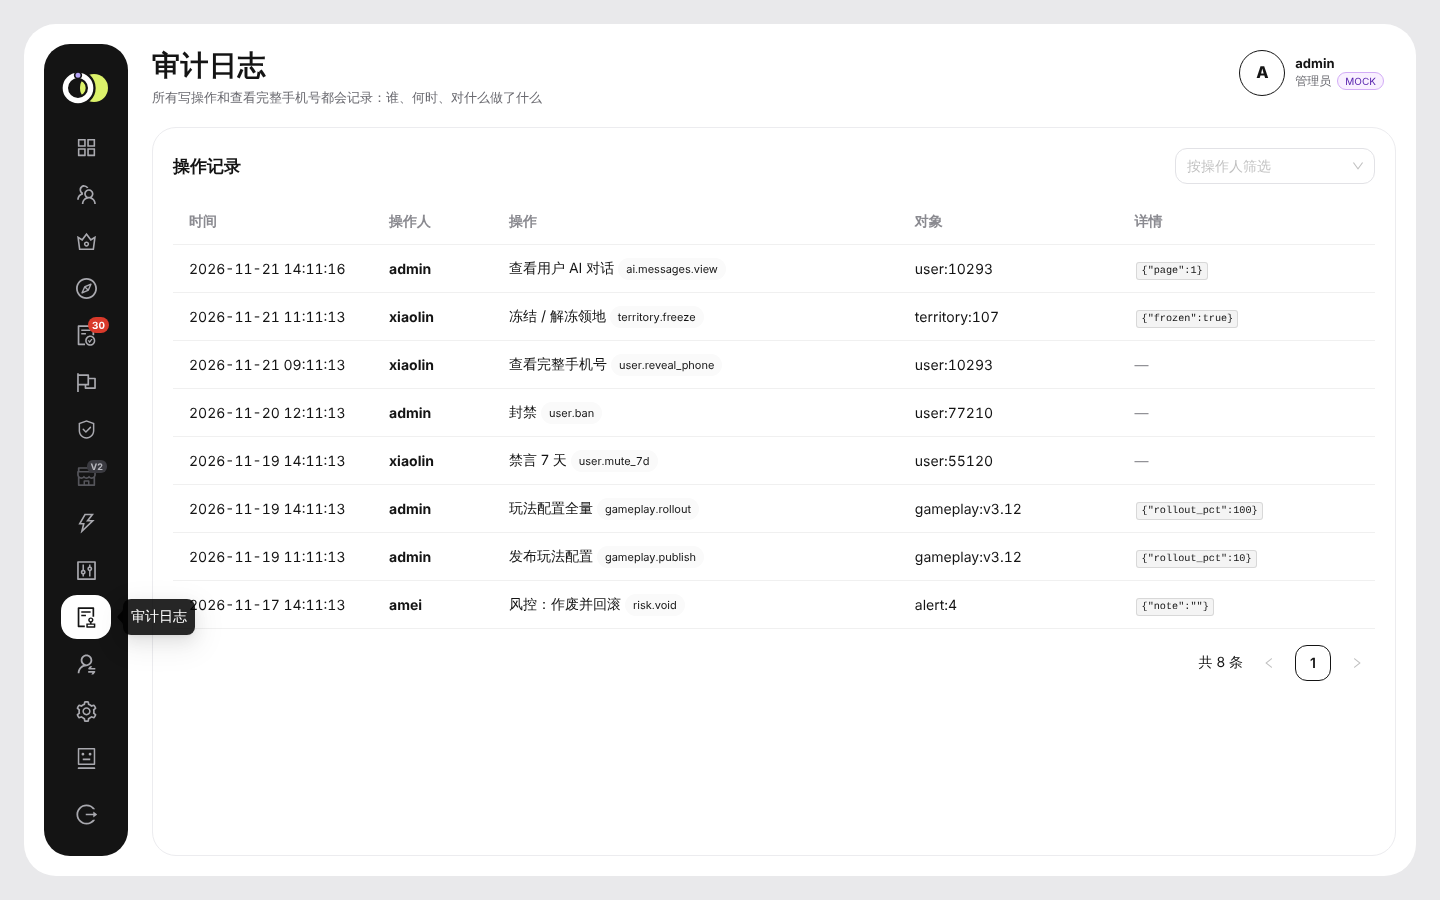 审计日志
所有写操作和查看完整手机号都会记录：谁、何时、对什么做了什么
A
admin
管理员 MOCK
操作记录
按操作人筛选
时间 操作人 操作 对象 详情
2026-11-21 14:11:16 admin 查看用户 AI 对话 ai.messages.view user:10293 {"page":1}
2026-11-21 11:11:13 xiaolin 冻结 / 解冻领地 territory.freeze territory:107 {"frozen":true}
2026-11-21 09:11:13 xiaolin 查看完整手机号 user.reveal_phone user:10293 —
2026-11-20 12:11:13 admin 封禁 user.ban user:77210 —
2026-11-19 14:11:13 xiaolin 禁言 7 天 user.mute_7d user:55120 —
2026-11-19 14:11:13 admin 玩法配置全量 gameplay.rollout gameplay:v3.12 {"rollout_pct":100}
2026-11-19 11:11:13 admin 发布玩法配置 gameplay.publish gameplay:v3.12 {"rollout_pct":10}
2026-11-17 14:11:13 amei 风控：作废并回滚 risk.void alert:4 {"note":""}
共 8 条
1
30
V2
审计日志